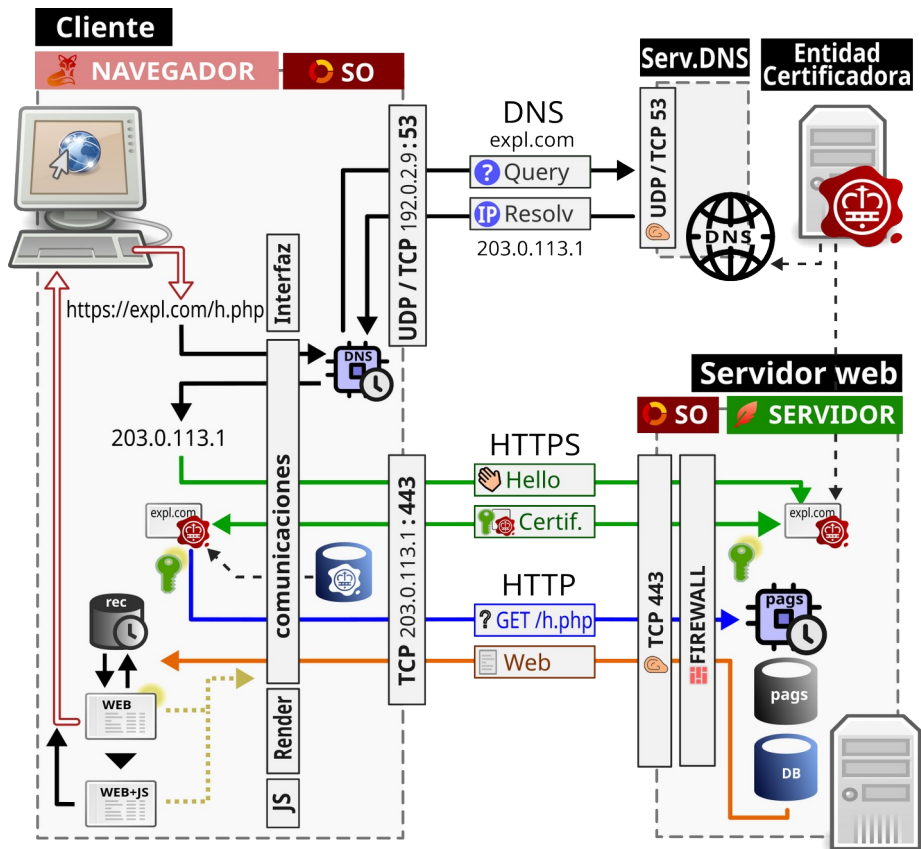 Cliente
NAVEGADOR
SO
Serv.DNS
Entidad
Certificadora
DNS
expl.com
? Query
IP Resolv
203.0.113.1
UDP / TCP 192.0.2.9:53
UDP / TCP 53
DNS
https://expl.com/h.php
Interfaz
DNS
203.0.113.1
comunicaciones
Servidor web
SO
SERVIDOR
HTTPS
Hello
Certif.
expl.com
expl.com
TCP 203.0.113.1:443
TCP 443
FIREWALL
HTTP
? GET /h.php
Web
rec
WEB
WEB+JS
Render
JS
pags
pags
DB